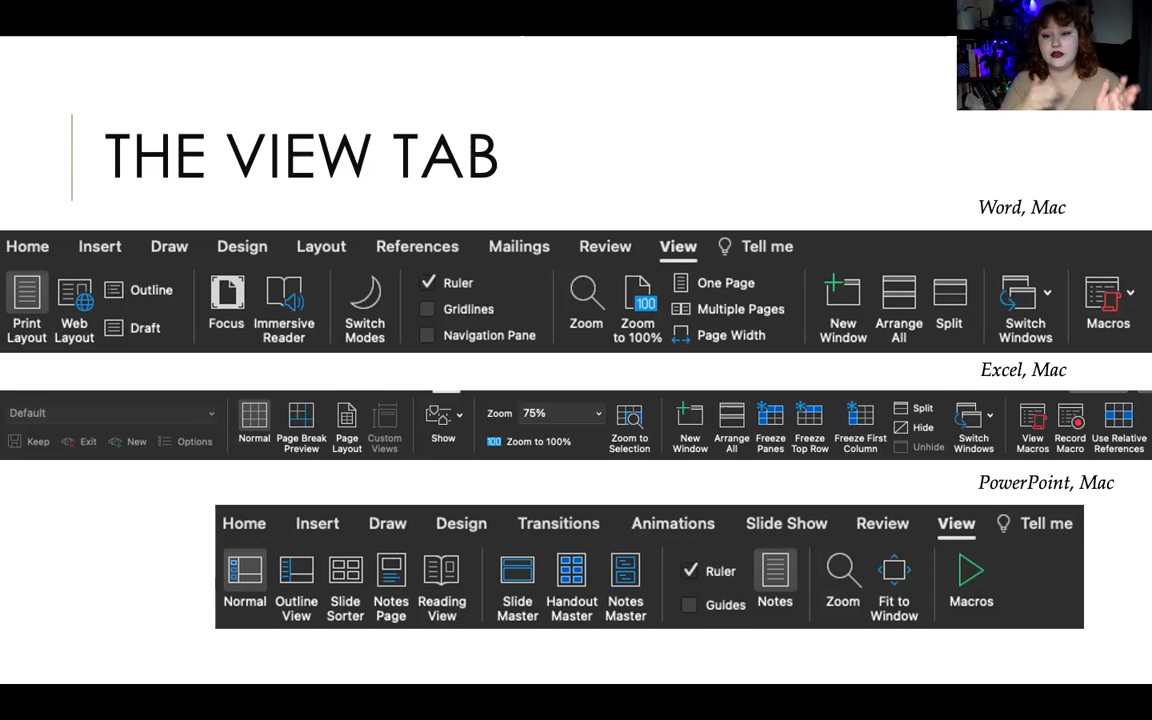 THE VIEW TAB
Word, Mac
Home Insert Draw Design Layout References Mailings Review View Tell me
Print Layout
Web Layout
Outline
Draft
Focus
Immersive Reader
Switch Modes
Ruler
Gridlines
Navigation Pane
Zoom
100
Zoom to 100%
One Page
Multiple Pages
Page Width
New Window
Arrange All
Split
Switch Windows
Macros
Excel, Mac
Default
Keep Exit New Options
Normal
Page Break Preview
Page Layout
Custom Views
Show
Zoom 75%
100 Zoom to 100%
Zoom to Selection
New Window
Arrange All
Freeze Panes
Freeze Top Row
Freeze First Column
Split
Hide
Unhide
Switch Windows
View Macros
Record Macro
Use Relative References
PowerPoint, Mac
Home Insert Draw Design Transitions Animations Slide Show Review View Tell me
Normal
Outline View
Slide Sorter
Notes Page
Reading View
Slide Master
Handout Master
Notes Master
Ruler
Guides
Notes
Zoom
Fit to Window
Macros